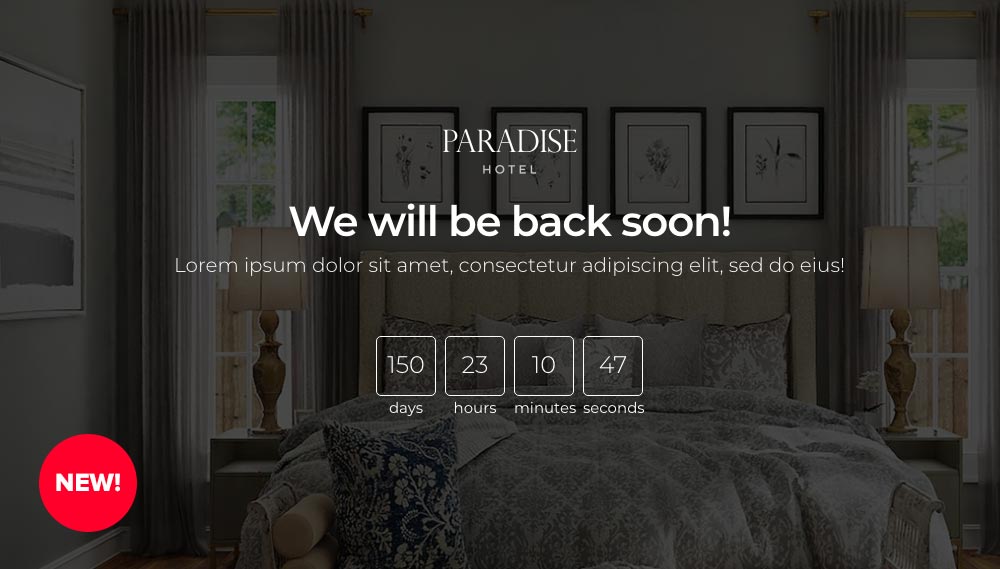 PARADISE
HOTEL
We will be back soon!
Lorem ipsum dolor sit amet, consectetur adipiscing elit, sed do eius!
150 23 10 47
days hours minutes seconds
NEW!